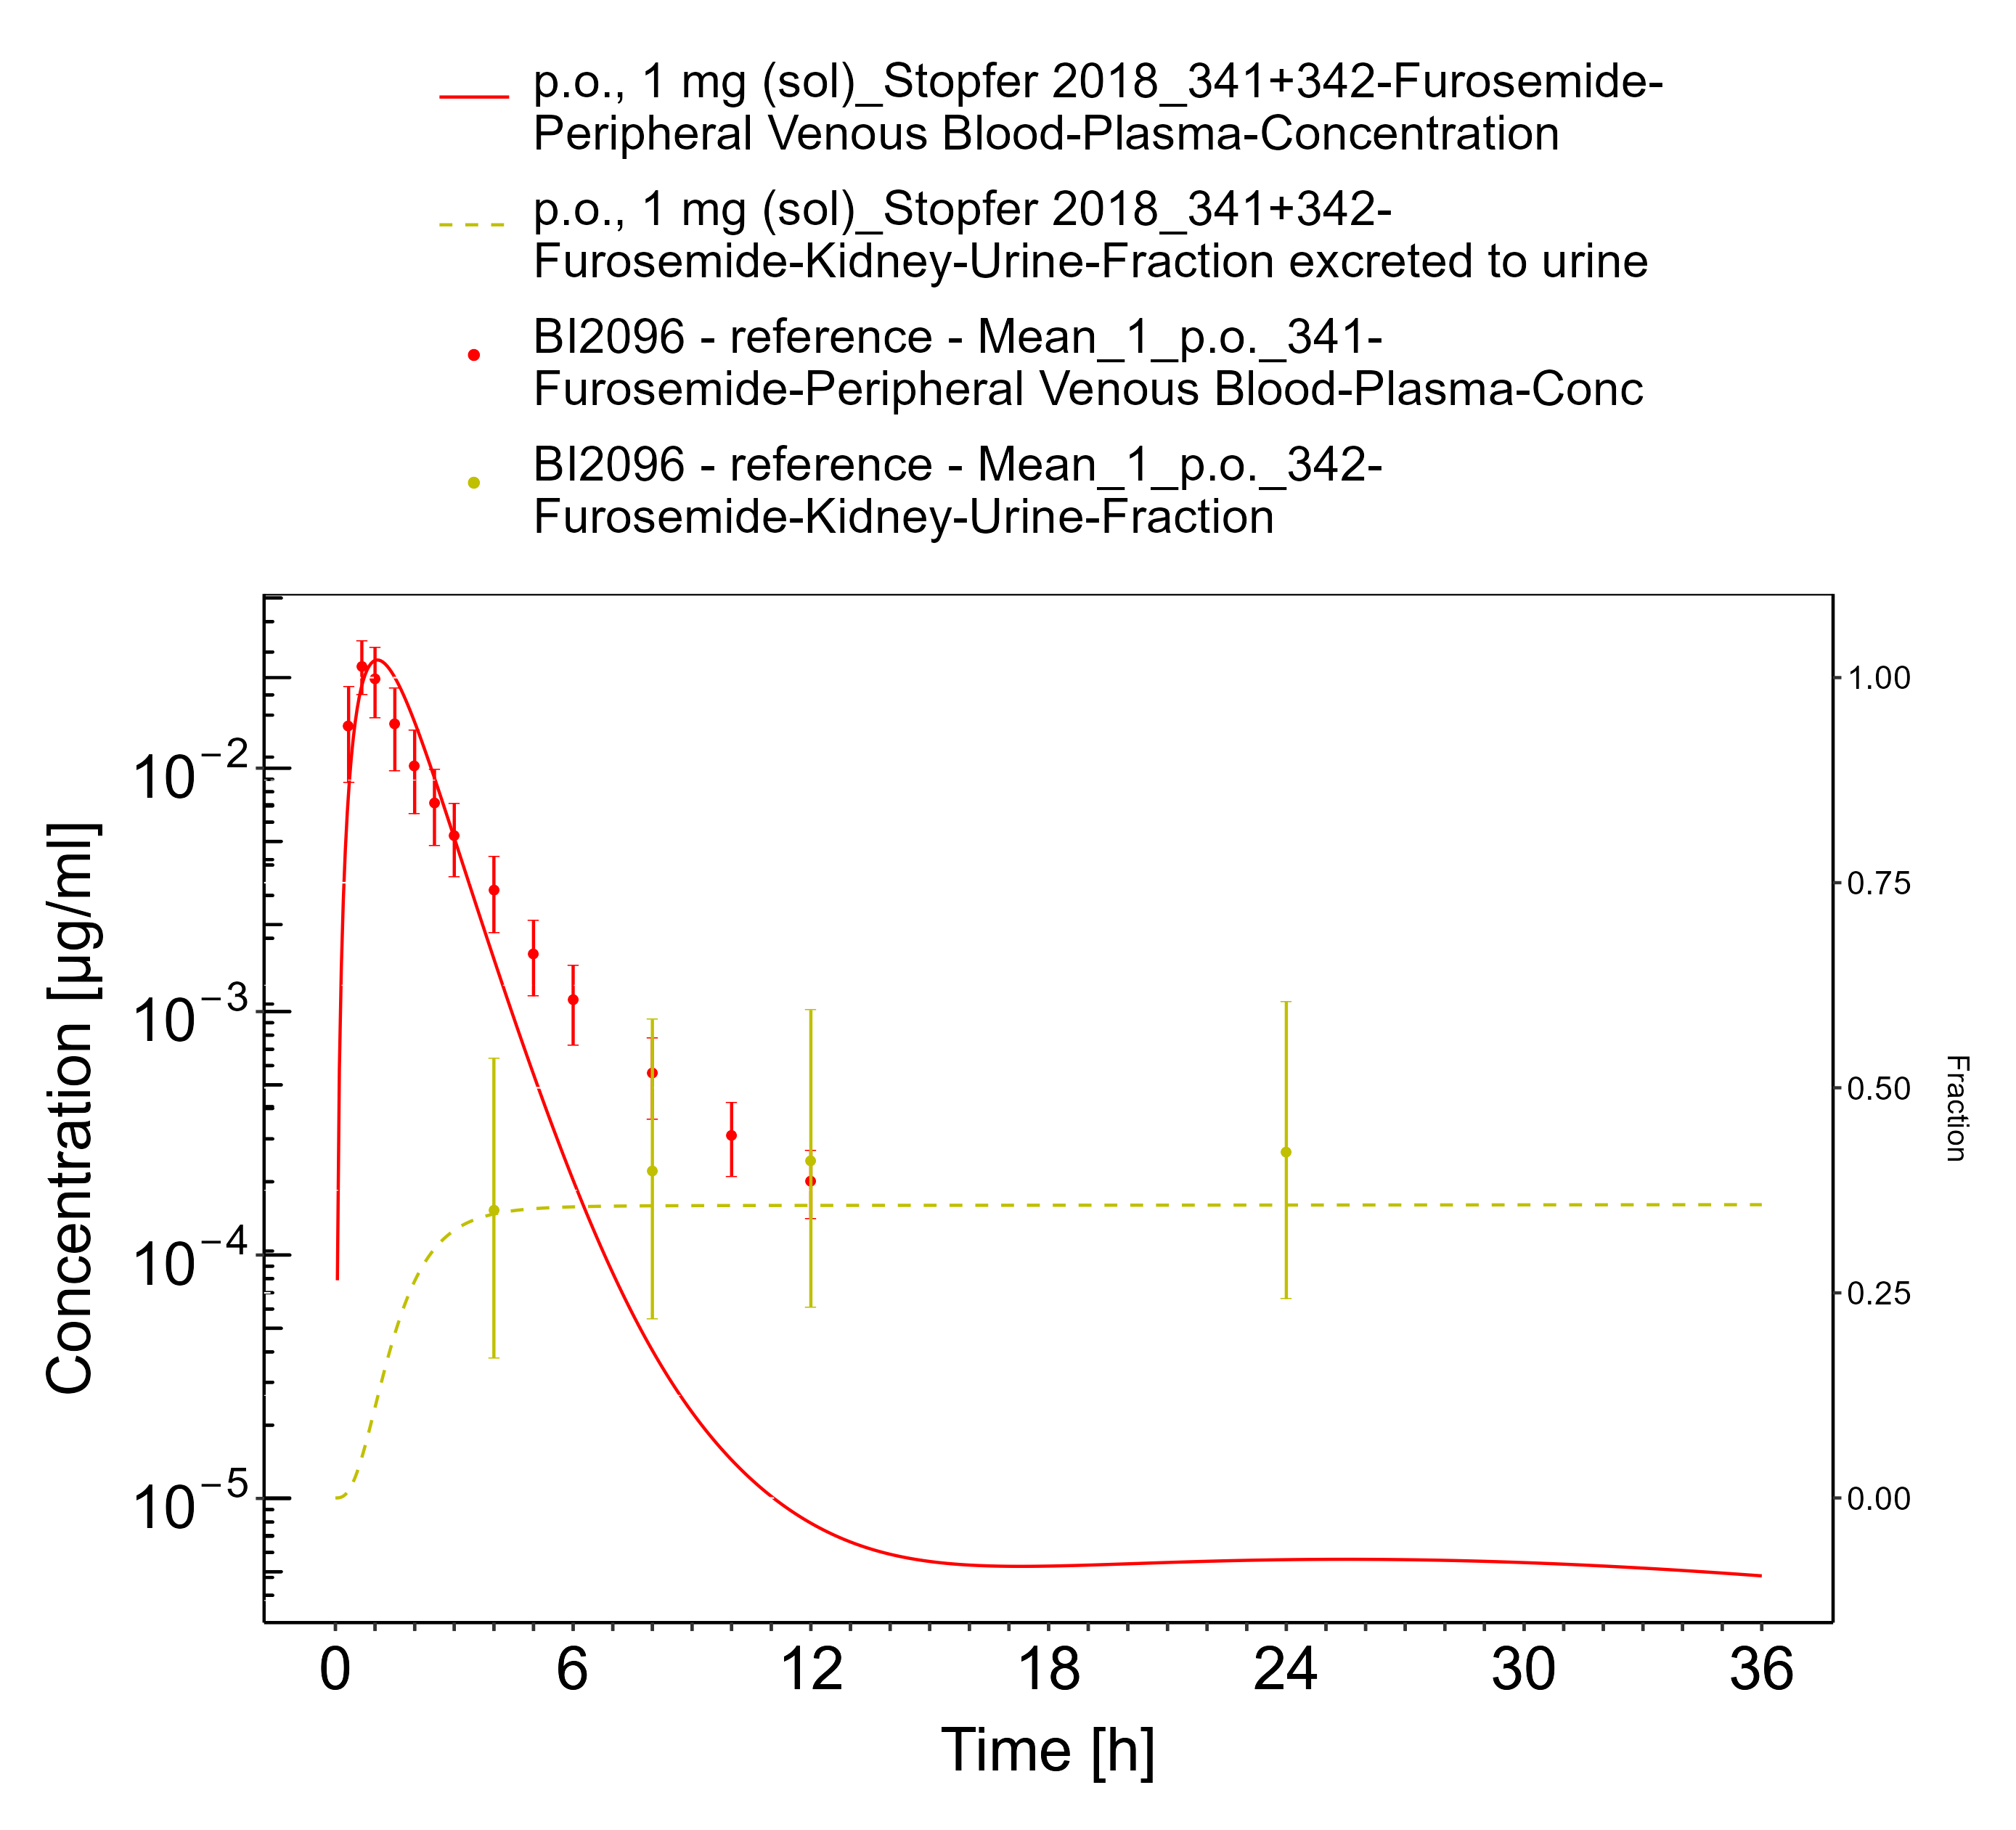 p.o., 1 mg (sol)_Stopfer 2018_341+342-Furosemide-
Peripheral Venous Blood-Plasma-Concentration
p.o., 1 mg (sol)_Stopfer 2018_341+342-
Furosemide-Kidney-Urine-Fraction excreted to urine
BI2096 - reference - Mean_1_p.o._341-
Furosemide-Peripheral Venous Blood-Plasma-Conc
BI2096 - reference - Mean_1_p.o._342-
Furosemide-Kidney-Urine-Fraction
Concentration [µg/ml]
10⁻²
10⁻³
10⁻⁴
10⁻⁵
1.00
0.75
0.50
0.25
0.00
Fraction
0 6 12 18 24 30 36
Time [h]